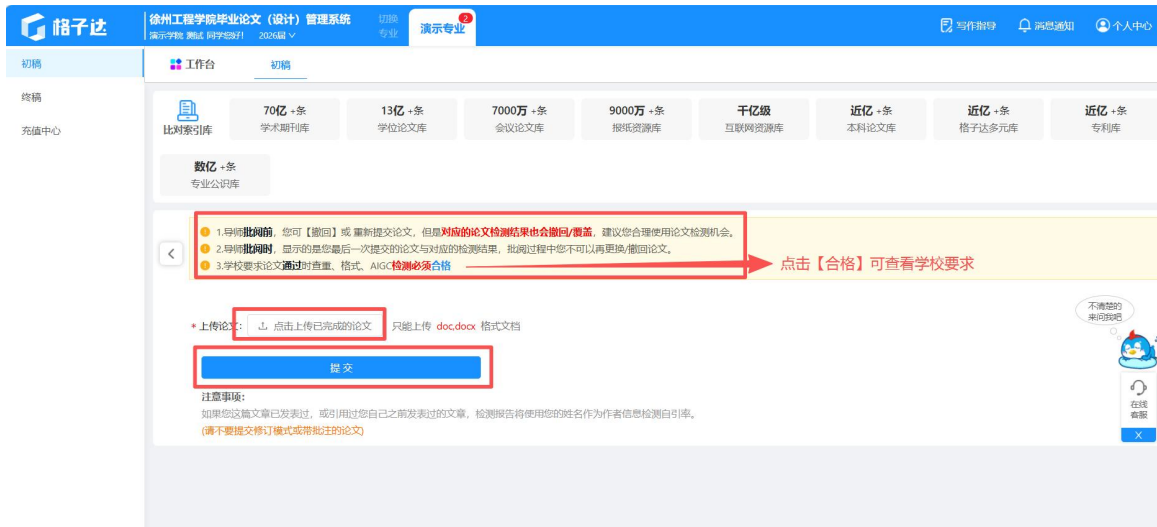 格子达
徐州工程学院毕业论文（设计）管理系统
演示学院 测试 同学您好! 2026届
切换
专业
演示专业
2
写作指导
消息通知
个人中心
初稿
终稿
充值中心
工作台
初稿
比对索引库
70亿 +条
学术期刊库
13亿 +条
学位论文库
7000万 +条
会议论文库
9000万 +条
报纸资源库
千亿级
互联网资源库
近亿 +条
本科论文库
近亿 +条
格子达多元库
近亿 +条
专利库
数亿 +条
专业公识库
1.导师批阅前，您可【撤回】或 重新提交论文，但是对应的论文检测结果也会撤回/覆盖，建议您合理使用论文检测机会。
2.导师批阅时，显示的是您最后一次提交的论文与对应的检测结果，批阅过程中您不可以再更换/撤回论文。
3.学校要求论文通过时查重、格式、AIGC检测必须合格
点击【合格】可查看学校要求
* 上传论文： 点击上传已完成的论文 只能上传 doc,docx 格式文档
提交
注意事项：
如果您这篇文章已发表过，或引用过您自己之前发表过的文章，检测报告将使用您的姓名作为作者信息检测自引率。
(请不要提交修订模式或带批注的论文)
不清楚的
来问我吧
在线
客服
X